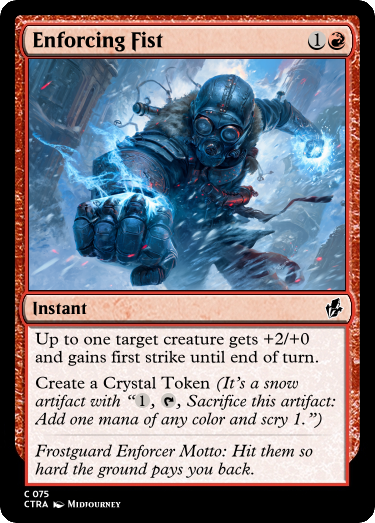 Enforcing Fist 1
Instant
Up to one target creature gets +2/+0
and gains first strike until end of turn.
Create a Crystal Token (It's a snow
artifact with “1, , Sacrifice this artifact:
Add one mana of any color and scry 1.”)
Frostguard Enforcer Motto: Hit them so
hard the ground pays you back.
C 075
CTRA Midjourney